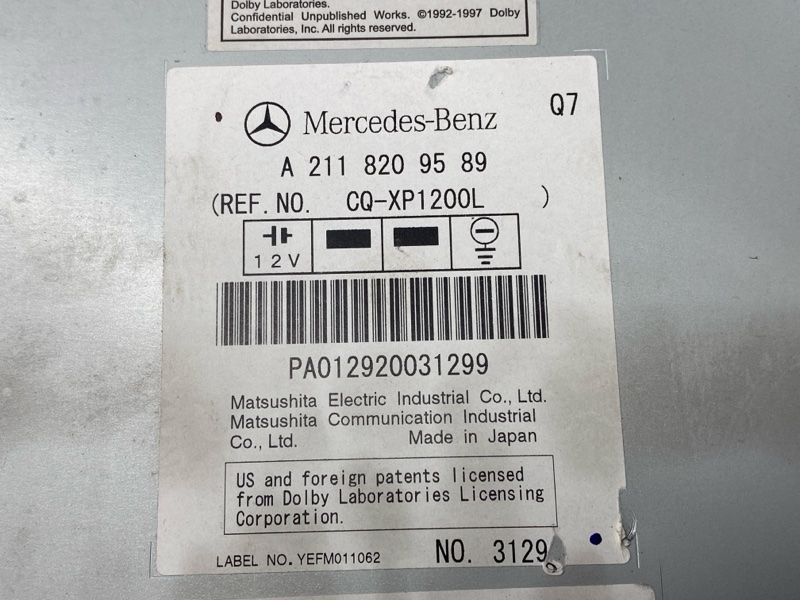 Dolby Laboratories.
Confidential Unpublished Works. ©1992-1997 Dolby
Laboratories, Inc. All rights reserved.
Q7
Mercedes-Benz
A 211 820 95 89
(REF. NO. CQ-XP1200L )
12V
PA012920031299
Matsushita Electric Industrial Co., Ltd.
Matsushita Communication Industrial
Co., Ltd. Made in Japan
US and foreign patents licensed
from Dolby Laboratories Licensing
Corporation.
LABEL NO. YEFM011062 NO. 3129